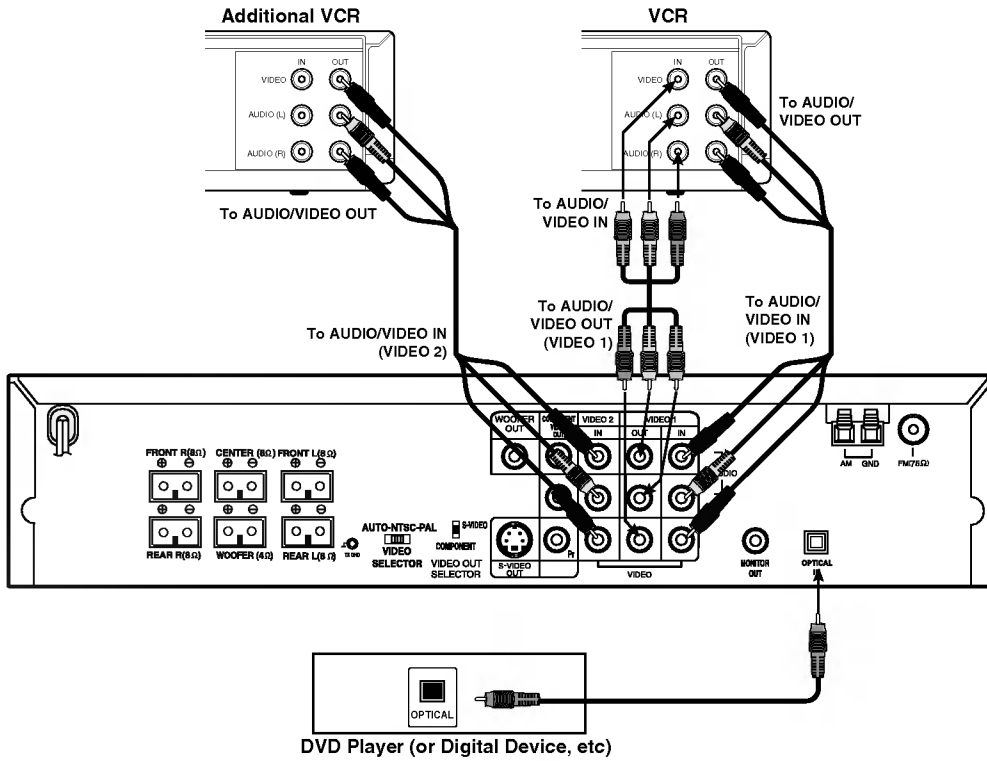 Additional VCR
VCR
IN OUT
VIDEO
AUDIO (L)
AUDIO (R)
To AUDIO/VIDEO OUT
IN OUT
VIDEO
(L)
AUDIO (R)
To AUDIO/
VIDEO OUT
To AUDIO/
VIDEO IN
To AUDIO/
VIDEO OUT
(VIDEO 1)
To AUDIO/
VIDEO IN
(VIDEO 1)
To AUDIO/VIDEO IN
(VIDEO 2)
WOOFER
OUT
VIDEO
OUT
VIDEO 2
IN
VIDEO 1
OUT IN
FRONT R(8Ω) CENTER (8Ω) FRONT L(8Ω)
REAR R(8Ω) WOOFER (4Ω) REAR L(8Ω)
AUTO-NTSC-PAL
VIDEO
SELECTOR
S-VIDEO
COMPONENT
VIDEO OUT
SELECTOR
S-VIDEO
OUT
Pr
VIDEO
MONITOR
OUT
OPTICAL
IN
AM GND
FM(75Ω)
OPTICAL
DVD Player (or Digital Device, etc)